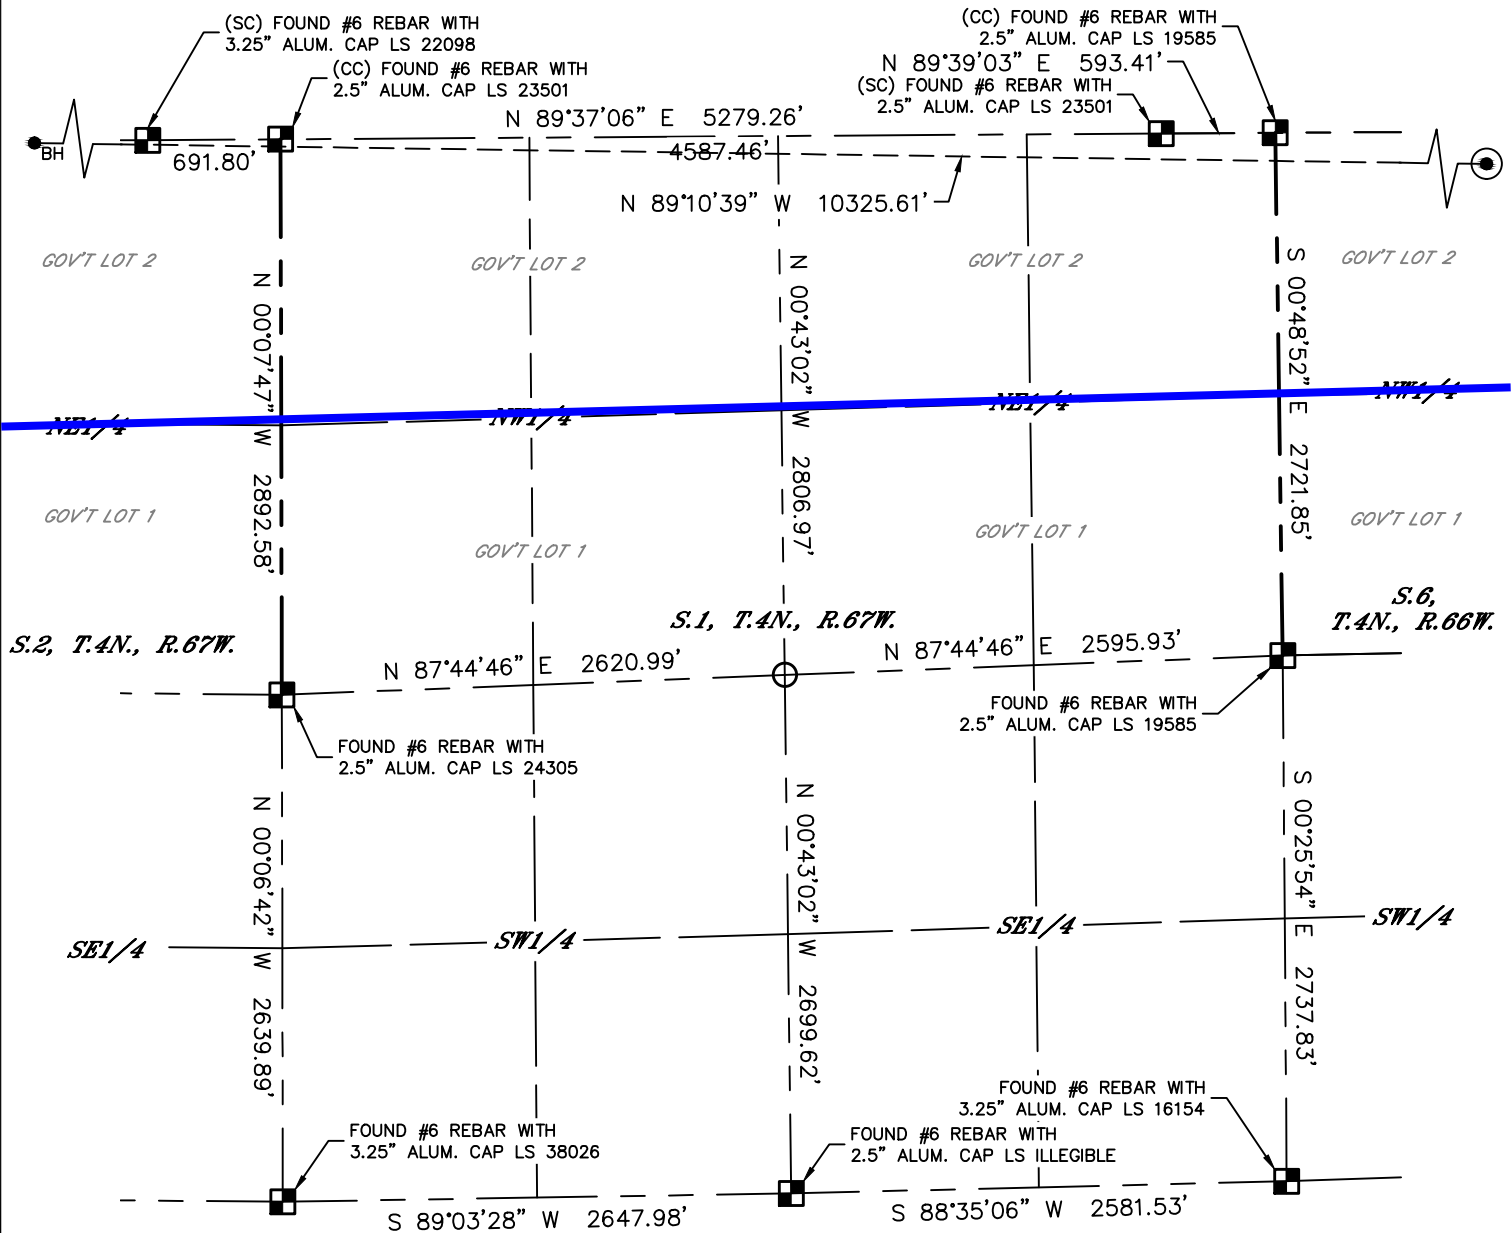 (SC) FOUND #6 REBAR WITH
3.25" ALUM. CAP LS 22098
(CC) FOUND #6 REBAR WITH
2.5" ALUM. CAP LS 23501
(CC) FOUND #6 REBAR WITH
2.5" ALUM. CAP LS 19585
N 89°39'03" E 593.41'
(SC) FOUND #6 REBAR WITH
2.5" ALUM. CAP LS 23501
N 89°37'06" E 5279.26'
BH
691.80'
4587.46'
N 89°10'39" W 10325.61'
GOV'T LOT 2
GOV'T LOT 2
GOV'T LOT 2
GOV'T LOT 2
N 00°07'47" W 2892.58'
N 00°43'02" W 2806.97'
S 00°48'52" E 2721.85'
NE1/4
NW1/4
NE1/4
NW1/4
GOV'T LOT 1
GOV'T LOT 1
GOV'T LOT 1
GOV'T LOT 1
S.2, T.4N., R.67W.
S.1, T.4N., R.67W.
S.6,
T.4N., R.66W.
N 87°44'46" E 2620.99'
N 87°44'46" E 2595.93'
FOUND #6 REBAR WITH
2.5" ALUM. CAP LS 24305
FOUND #6 REBAR WITH
2.5" ALUM. CAP LS 19585
N 00°06'42" W 2639.89'
N 00°43'02" W 2699.62'
S 00°25'54" E 2737.83'
SE1/4
SW1/4
SE1/4
SW1/4
FOUND #6 REBAR WITH
3.25" ALUM. CAP LS 38026
FOUND #6 REBAR WITH
2.5" ALUM. CAP LS ILLEGIBLE
FOUND #6 REBAR WITH
3.25" ALUM. CAP LS 16154
S 89°03'28" W 2647.98'
S 88°35'06" W 2581.53'